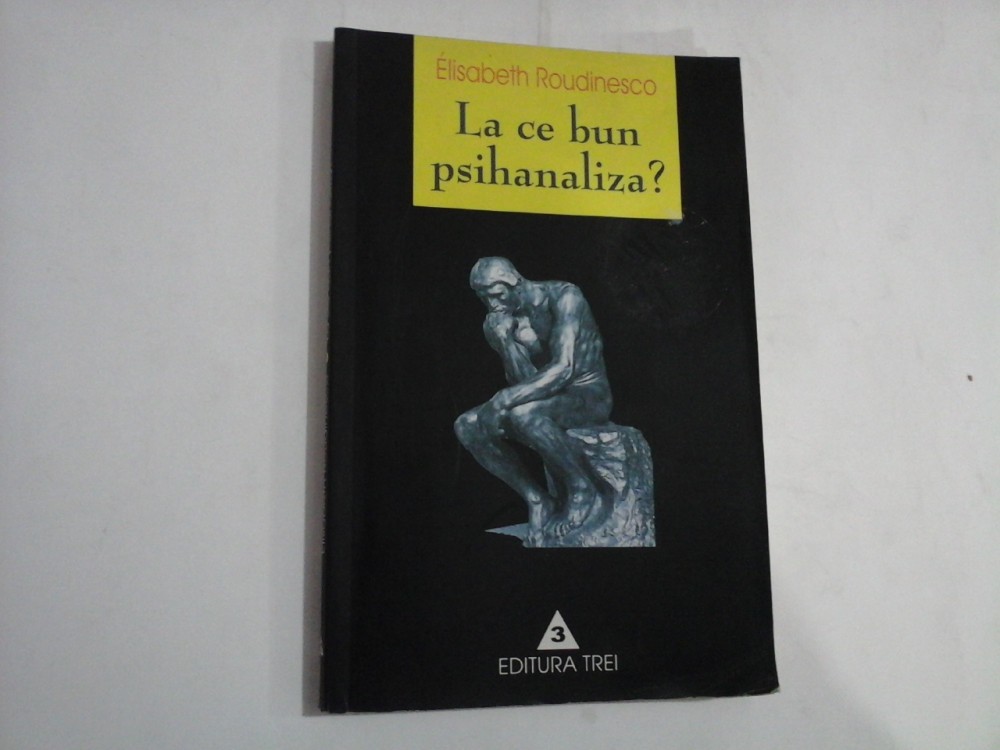 Élisabeth Roudinesco
La ce bun
psihanaliza?
3
EDITURA TREI